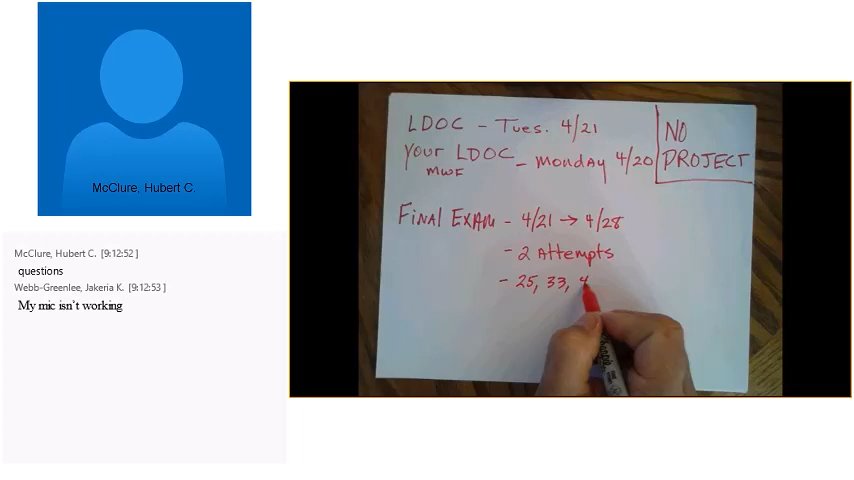 McClure, Hubert C.
McClure, Hubert C. [9:12:52]
questions
Webb-Greenlee, Jakeria K. [9:12:53]
My mic isn't working
LDOC - Tues. 4/21
Your LDOC - Monday 4/20
MWF
NO
PROJECT
Final Exam - 4/21 → 4/28
- 2 Attempts
- 25, 33, 4